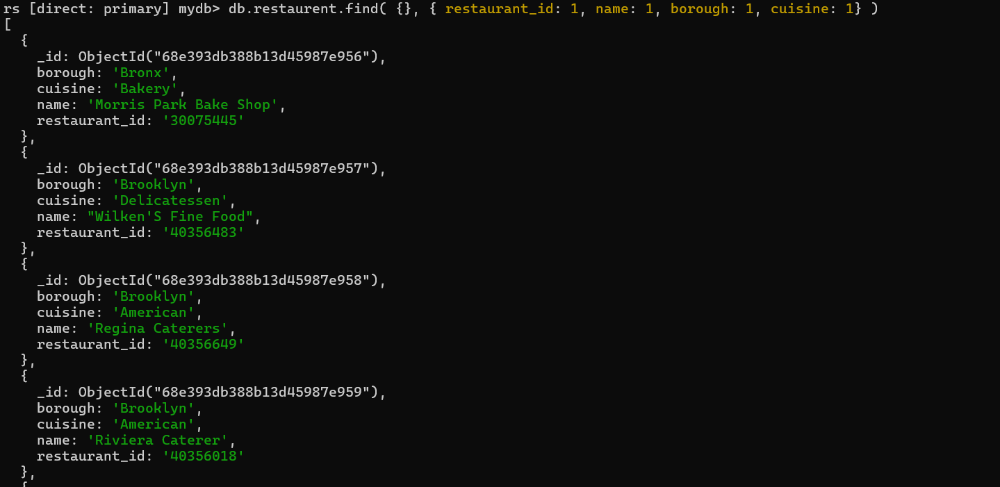 rs [direct: primary] mydb> db.restaurent.find( {}, { restaurant_id: 1, name: 1, borough: 1, cuisine: 1} )
[
  {
    _id: ObjectId("68e393db388b13d45987e956"),
    borough: 'Bronx',
    cuisine: 'Bakery',
    name: 'Morris Park Bake Shop',
    restaurant_id: '30075445'
  },
  {
    _id: ObjectId("68e393db388b13d45987e957"),
    borough: 'Brooklyn',
    cuisine: 'Delicatessen',
    name: "Wilken'S Fine Food",
    restaurant_id: '40356483'
  },
  {
    _id: ObjectId("68e393db388b13d45987e958"),
    borough: 'Brooklyn',
    cuisine: 'American',
    name: 'Regina Caterers',
    restaurant_id: '40356649'
  },
  {
    _id: ObjectId("68e393db388b13d45987e959"),
    borough: 'Brooklyn',
    cuisine: 'American',
    name: 'Riviera Caterer',
    restaurant_id: '40356018'
  },
  {